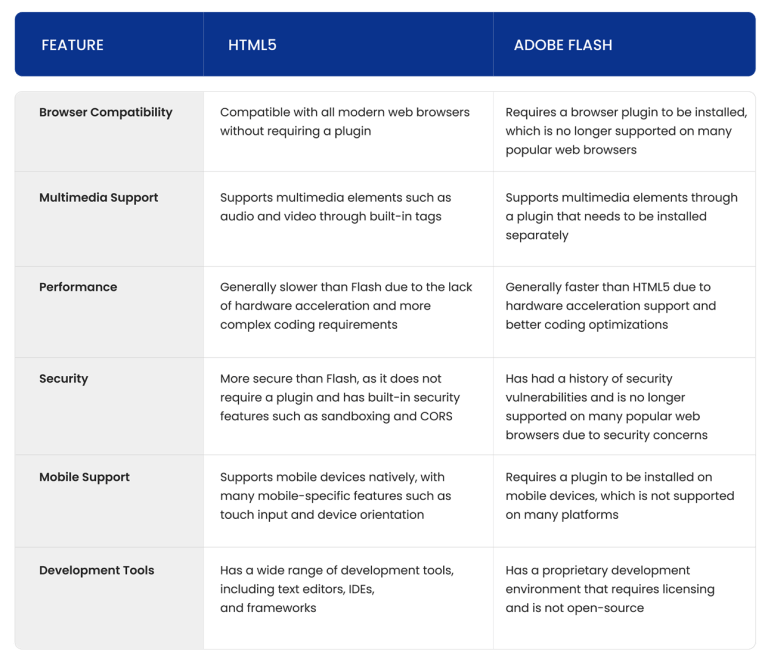 FEATURE HTML5 ADOBE FLASH
Browser Compatibility
Compatible with all modern web browsers
without requiring a plugin
Requires a browser plugin to be installed,
which is no longer supported on many
popular web browsers
Multimedia Support
Supports multimedia elements such as
audio and video through built-in tags
Supports multimedia elements through
a plugin that needs to be installed
separately
Performance
Generally slower than Flash due to the lack
of hardware acceleration and more
complex coding requirements
Generally faster than HTML5 due to
hardware acceleration support and
better coding optimizations
Security
More secure than Flash, as it does not
require a plugin and has built-in security
features such as sandboxing and CORS
Has had a history of security
vulnerabilities and is no longer
supported on many popular web
browsers due to security concerns
Mobile Support
Supports mobile devices natively, with
many mobile-specific features such as
touch input and device orientation
Requires a plugin to be installed on
mobile devices, which is not supported
on many platforms
Development Tools
Has a wide range of development tools,
including text editors, IDEs,
and frameworks
Has a proprietary development
environment that requires licensing
and is not open-source